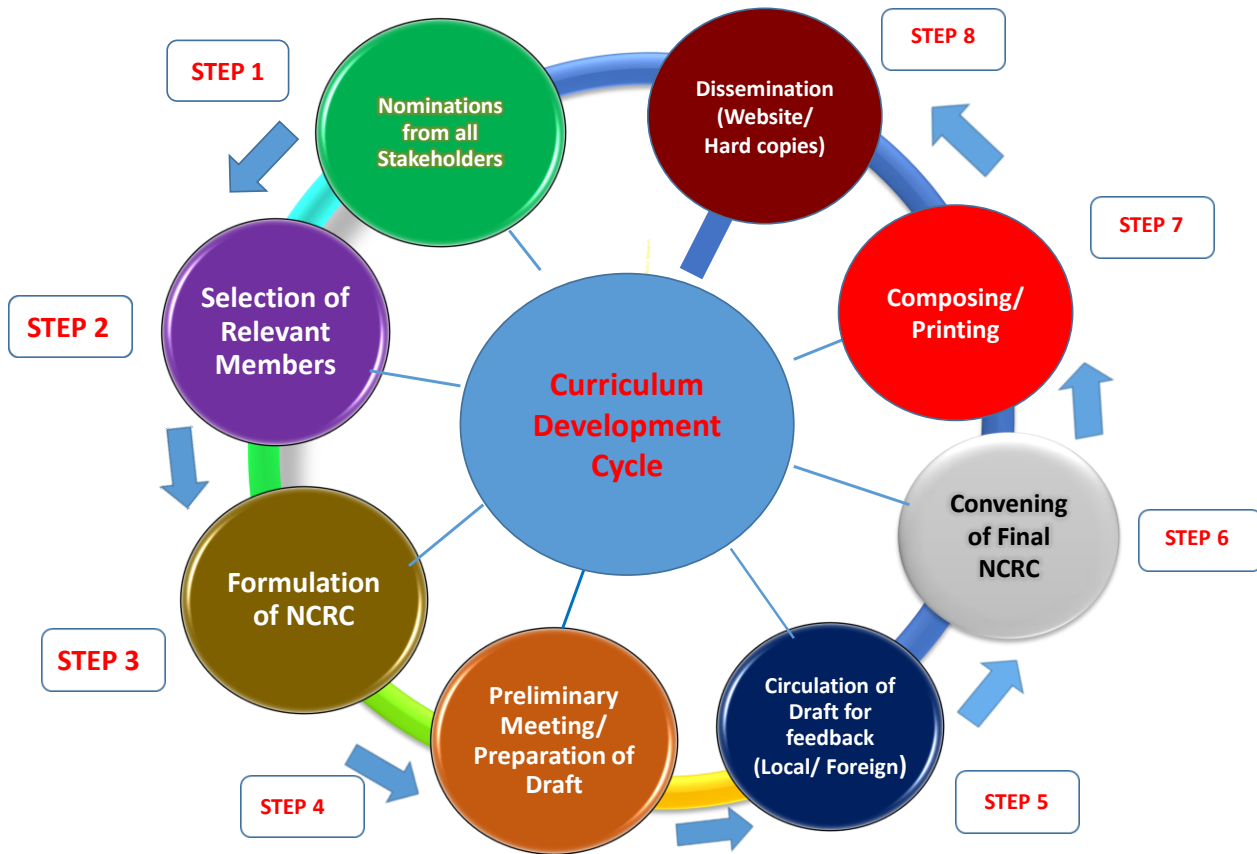 Curriculum
Development
Cycle
STEP 1
Nominations
from all
Stakeholders
STEP 2
Selection of
Relevant
Members
STEP 3
Formulation
of NCRC
STEP 4
Preliminary
Meeting/
Preparation of
Draft
STEP 5
Circulation of
Draft for
feedback
(Local/ Foreign)
STEP 6
Convening
of Final
NCRC
STEP 7
Composing/
Printing
STEP 8
Dissemination
(Website/
Hard copies)